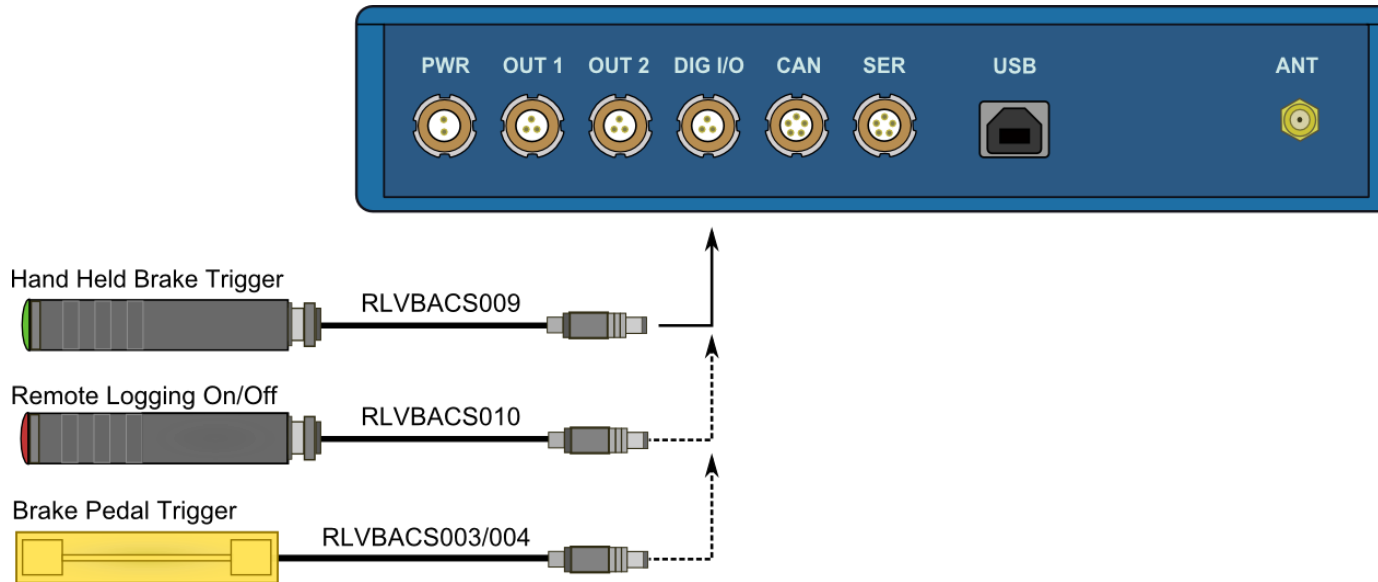 PWR OUT 1 OUT 2 DIG I/O CAN SER USB ANT
Hand Held Brake Trigger
RLVBACS009
Remote Logging On/Off
RLVBACS010
Brake Pedal Trigger
RLVBACS003/004